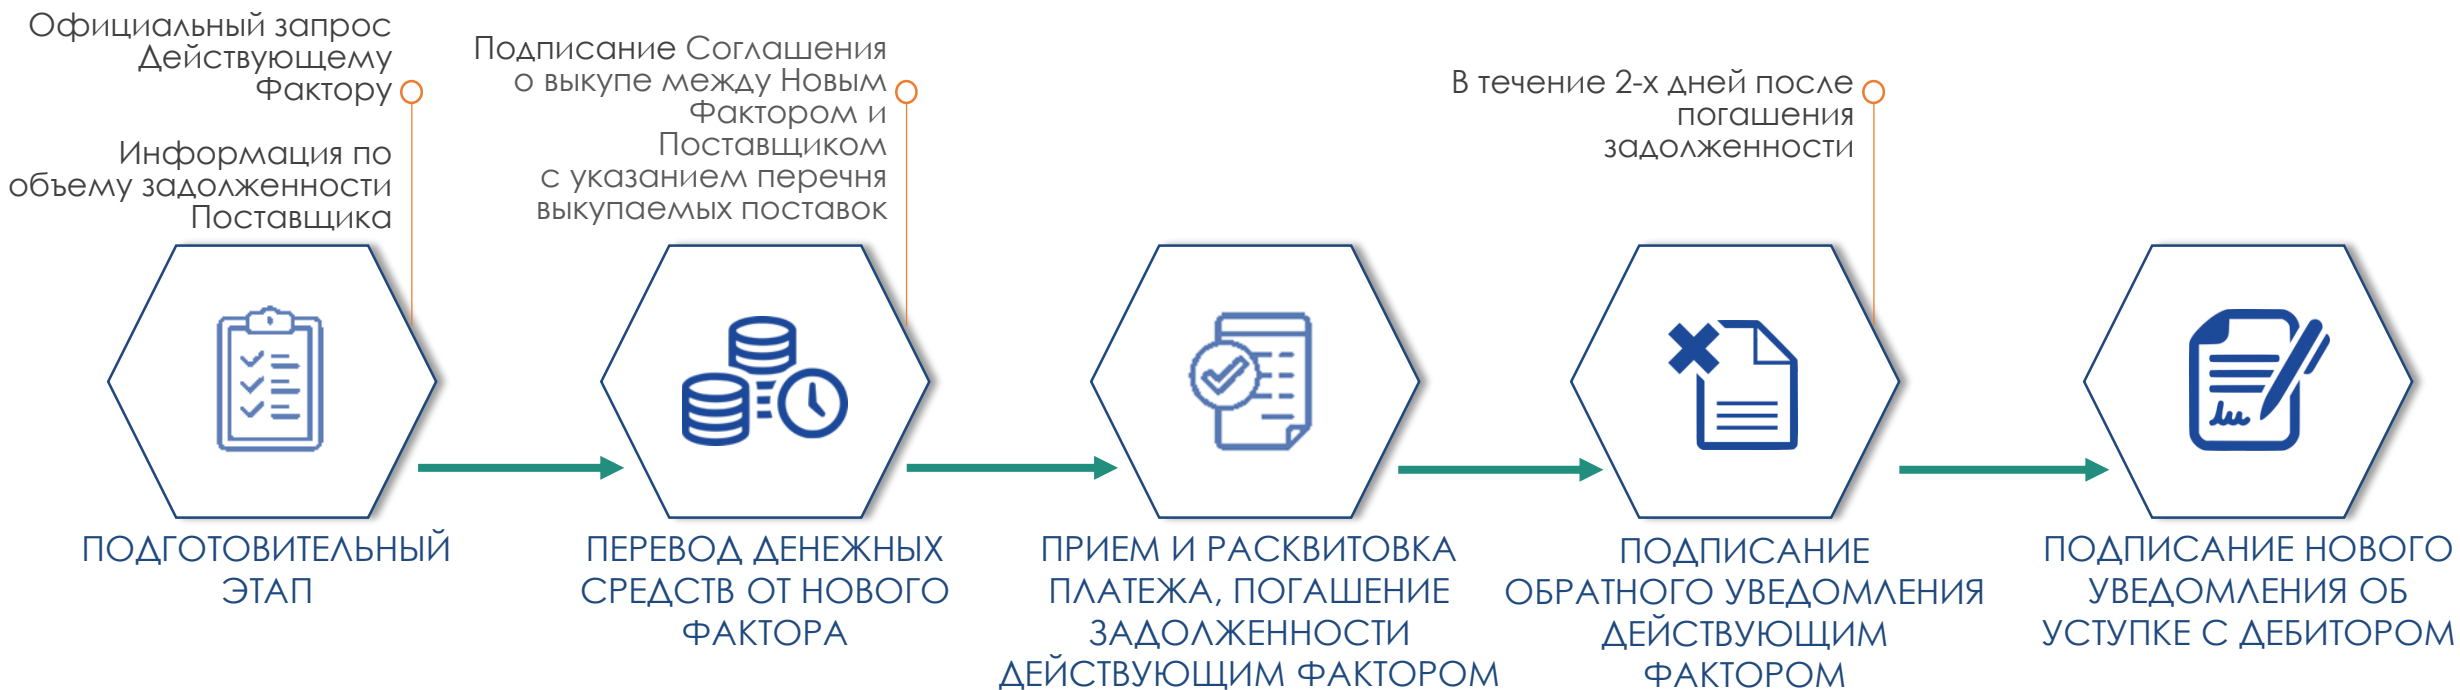 Официальный запрос
Действующему
Фактору
Информация по
объему задолженности
Поставщика
Подписание Соглашения
о выкупе между Новым
Фактором и
Поставщиком
с указанием перечня
выкупаемых поставок
В течение 2-х дней после
погашения
задолженности
ПОДГОТОВИТЕЛЬНЫЙ
ЭТАП
ПЕРЕВОД ДЕНЕЖНЫХ
СРЕДСТВ ОТ НОВОГО
ФАКТОРА
ПРИЕМ И РАСКВИТОВКА
ПЛАТЕЖА, ПОГАШЕНИЕ
ЗАДОЛЖЕННОСТИ
ДЕЙСТВУЮЩИМ ФАКТОРОМ
ПОДПИСАНИЕ
ОБРАТНОГО УВЕДОМЛЕНИЯ
ДЕЙСТВУЮЩИМ
ФАКТОРОМ
ПОДПИСАНИЕ НОВОГО
УВЕДОМЛЕНИЯ ОБ
УСТУПКЕ С ДЕБИТОРОМ